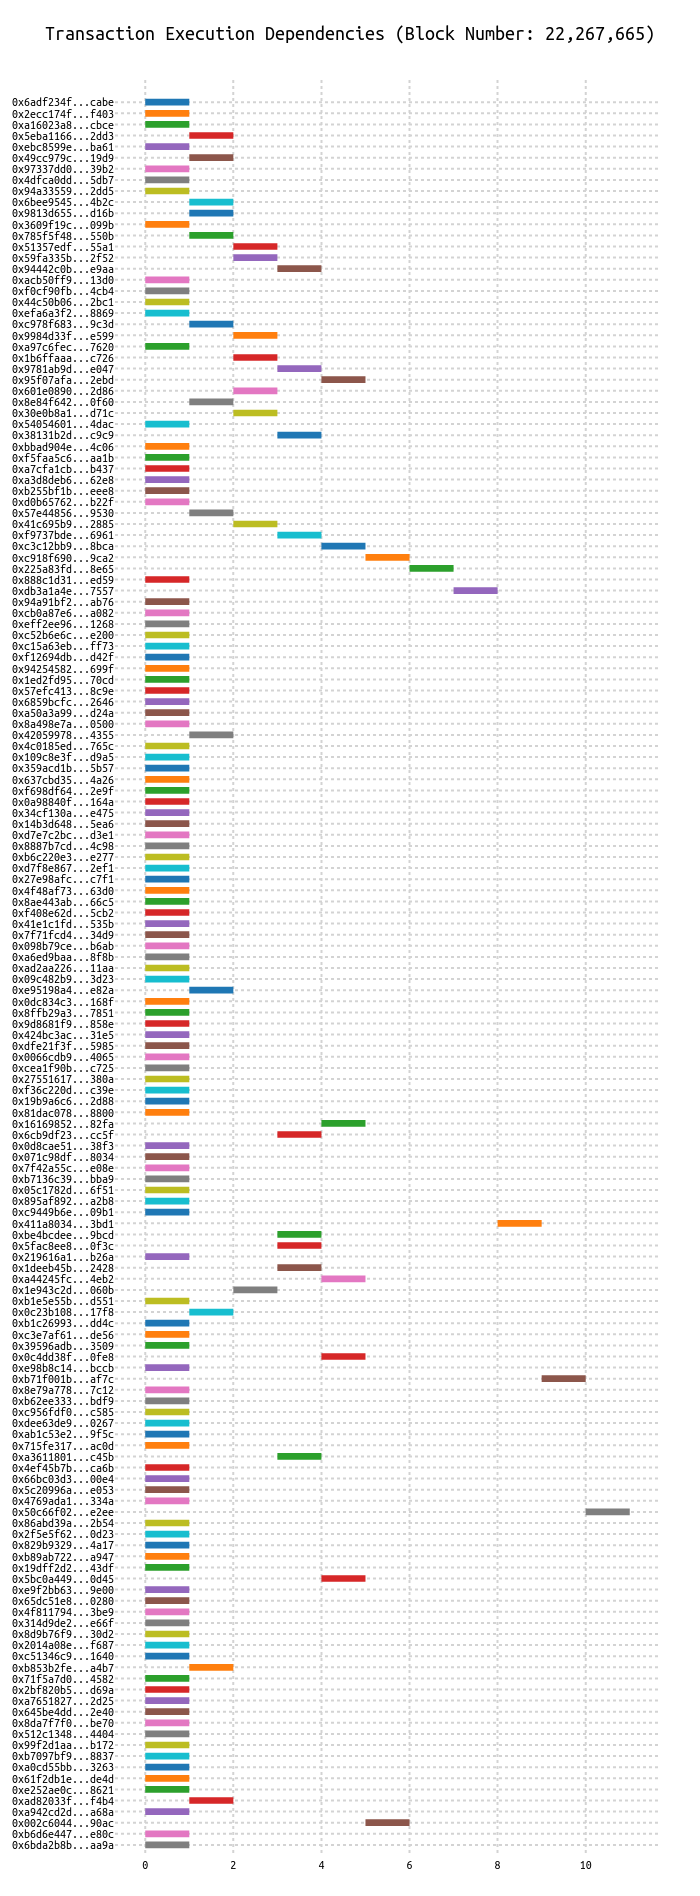 Transaction Execution Dependencies (Block Number: 22,267,665)
0x6adf234f...cabe
0x2ecc174f...f403
0xa16023a8...cbce
0x5eba1166...2dd3
0xebc8599e...ba61
0x49cc979c...19d9
0x97337dd0...39b2
0x4dfca0dd...5db7
0x94a33559...2dd5
0x6bee9545...4b2c
0x9813d655...d16b
0x3609f19c...099b
0x785f5f48...550b
0x51357edf...55a1
0x59fa335b...2f52
0x94442c0b...e9aa
0xacb50ff9...13d0
0xf0cf90fb...4cb4
0x44c50b06...2bc1
0xefa6a3f2...8869
0xc978f683...9c3d
0x9984d33f...e599
0xa97c6fec...7620
0x1b6ffaaa...c726
0x9781ab9d...e047
0x95f07afa...2ebd
0x601e0890...2d86
0x8e84f642...0f60
0x30e0b8a1...d71c
0x54054601...4dac
0x38131b2d...c9c9
0xbbad904e...4c06
0xf5faa5c6...aa1b
0xa7cfa1cb...b437
0xa3d8deb6...62e8
0xb255bf1b...eee8
0xd0b65762...b22f
0x57e44856...9530
0x41c695b9...2885
0xf9737bde...6961
0xc3c12bb9...8bca
0xc918f690...9ca2
0x225a83fd...8e65
0x888c1d31...ed59
0xdb3a1a4e...7557
0x94a91bf2...ab76
0xcb0a87e6...a082
0xeff2ee96...1268
0xc52b6e6c...e200
0xc15a63eb...ff73
0xf12694db...d42f
0x94254582...699f
0x1ed2fd95...70cd
0x57efc413...8c9e
0x6859bcfc...2646
0xa50a3a99...d24a
0x8a498e7a...0500
0x42059978...4355
0x4c0185ed...765c
0x109c8e3f...d9a5
0x359acd1b...5b57
0x637cbd35...4a26
0xf698df64...2e9f
0x0a98840f...164a
0x34cf130a...e475
0x14b3d648...5ea6
0xd7e7c2bc...d3e1
0x8887b7cd...4c98
0xb6c220e3...e277
0xd7f8e867...2ef1
0x27e98afc...c7f1
0x4f48af73...63d0
0x8ae443ab...66c5
0xf408e62d...5cb2
0x41e1c1fd...535b
0x7f71fcd4...34d9
0x098b79ce...b6ab
0xa6ed9baa...8f8b
0xad2aa226...11aa
0x09c482b9...3d23
0xe95198a4...e82a
0x0dc834c3...168f
0x8ffb29a3...7851
0x9d8681f9...858e
0x424bc3ac...31e5
0xdfe21f3f...5985
0x0066cdb9...4065
0xcea1f90b...c725
0x27551617...380a
0xf36c220d...c39e
0x19b9a6c6...2d88
0x81dac078...8800
0x16169852...82fa
0x6cb9df23...cc5f
0x0d8cae51...38f3
0x071c98df...8034
0x7f42a55c...e08e
0xb7136c39...bba9
0x05c1782d...6f51
0x895af892...a2b8
0xc9449b6e...09b1
0x411a8034...3bd1
0xbe4bcdee...9bcd
0x5fac8ee8...0f3c
0x219616a1...b26a
0x1deeb45b...2428
0xa44245fc...4eb2
0x1e943c2d...060b
0xb1e5e55b...d551
0x0c23b108...17f8
0xb1c26993...dd4c
0xc3e7af61...de56
0x39596adb...3509
0x0c4dd38f...0fe8
0xe98b8c14...bccb
0xb71f001b...af7c
0x8e79a778...7c12
0xb62ee333...bdf9
0xc956fdf0...c585
0xdee63de9...0267
0xab1c53e2...9f5c
0x715fe317...ac0d
0xa3611801...c45b
0x4ef45b7b...ca6b
0x66bc03d3...00e4
0x5c20996a...e053
0x4769ada1...334a
0x50c66f02...e2ee
0x86abd39a...2b54
0x2f5e5f62...0d23
0x829b9329...4a17
0xb89ab722...a947
0x19dff2d2...43df
0x5bc0a449...0d45
0xe9f2bb63...9e00
0x65dc51e8...0280
0x4f811794...3be9
0x314d9de2...e66f
0x8d9b76f9...30d2
0x2014a08e...f687
0xc51346c9...1640
0xb853b2fe...a4b7
0x71f5a7d0...4582
0x2bf820b5...d69a
0xa7651827...2d25
0x645be4dd...2e40
0x8da7f7f0...be70
0x512c1348...4404
0x99f2d1aa...b172
0xb7097bf9...8837
0xa0cd55bb...3263
0x61f2db1e...de4d
0xe252ae0c...8621
0xad82033f...f4b4
0xa942cd2d...a68a
0x002c6044...90ac
0xb6d6e447...e80c
0x6bda2b8b...aa9a
0 2 4 6 8 10